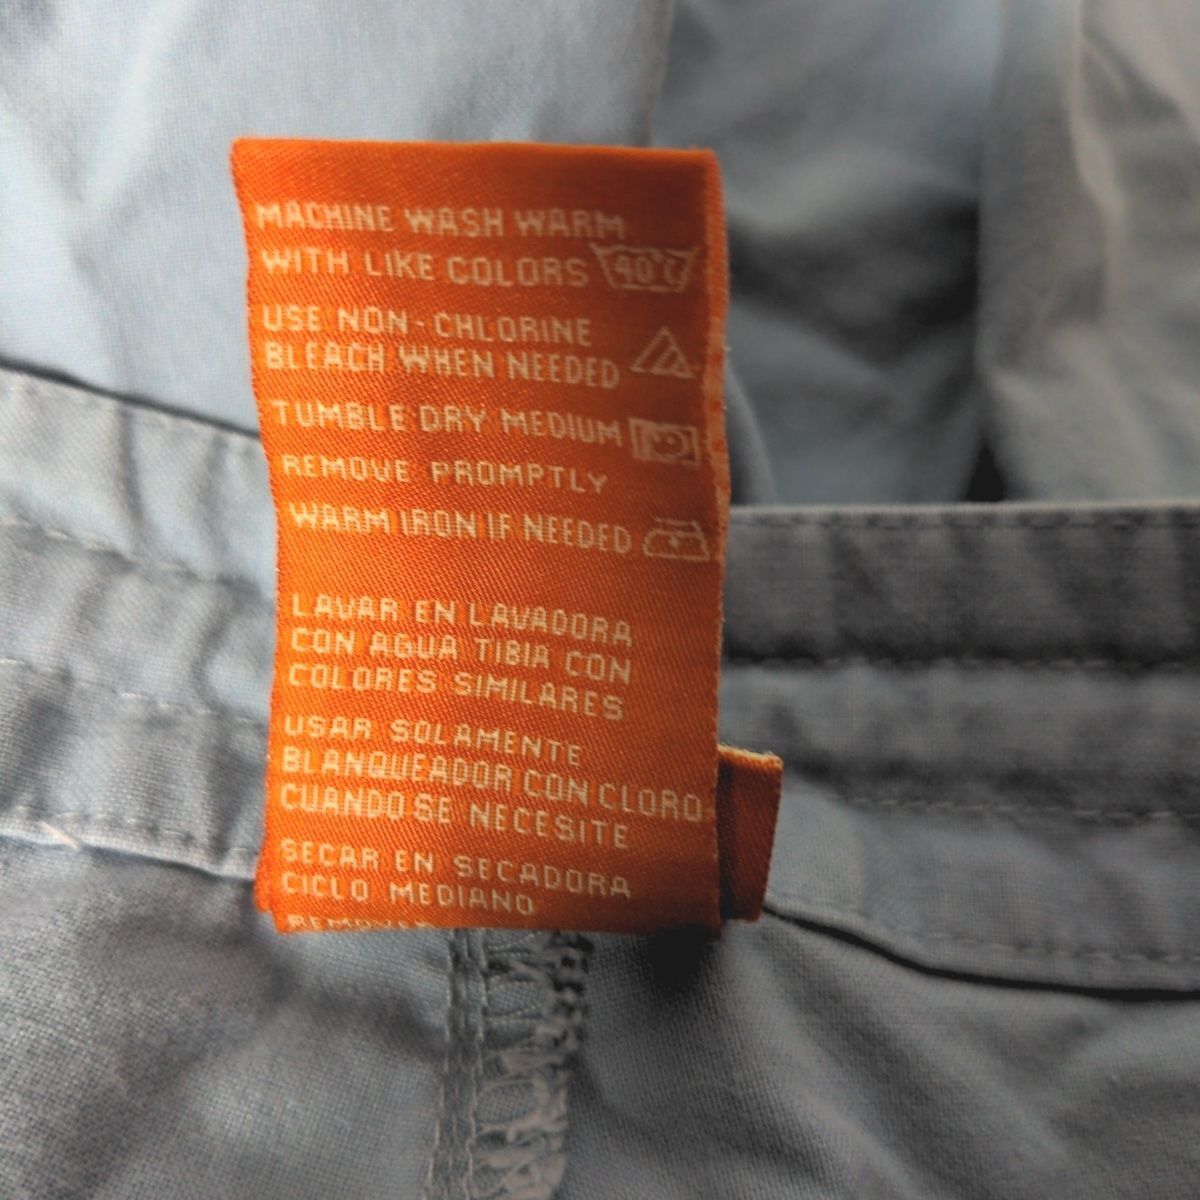 MACHINE WASH WARM
WITH LIKE COLORS 40°C
USE NON-CHLORINE
BLEACH WHEN NEEDED
TUMBLE DRY MEDIUM
REMOVE PROMPTLY
WARM IRON IF NEEDED
LAVAR EN LAVADORA
CON AGUA TIBIA CON
COLORES SIMILARES
USAR SOLAMENTE
BLANQUEADOR CON CLORO
CUANDO SE NECESITE
SECAR EN SECADORA
CICLO MEDIANO
REMOVER